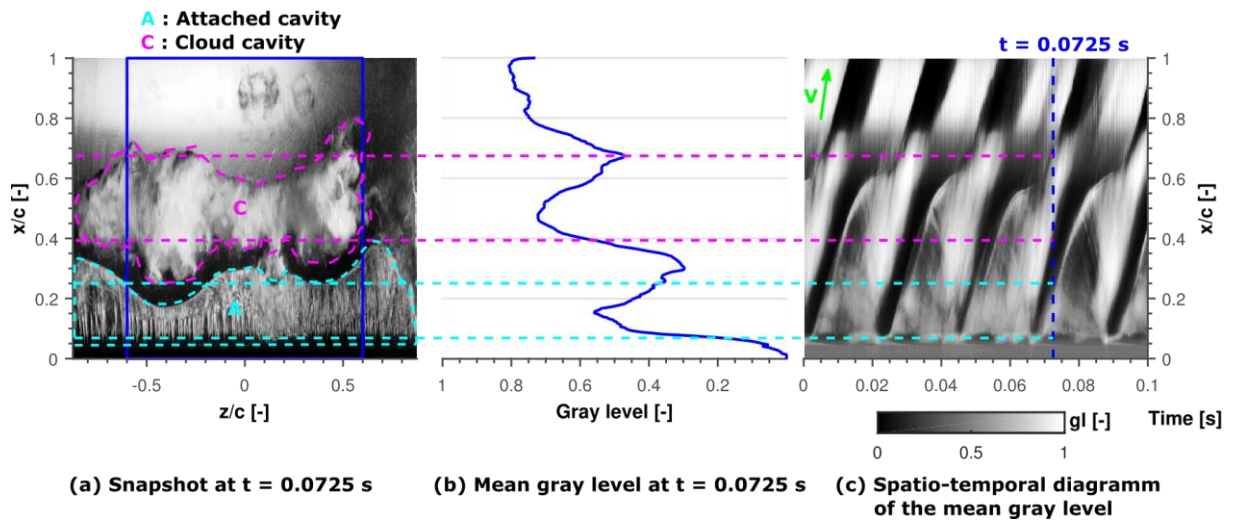 A : Attached cavity
C : Cloud cavity
t = 0.0725 s
1
0.8
0.6
0.4
0.2
0
x/c [-]
C
A
-0.5
0
0.5
z/c [-]
1
0.8
0.6
0.4
0.2
Gray level [-]
V
1
0.8
0.6
0.4
0.2
0
x/c [-]
0
0.02
0.04
0.06
0.08
0.1
Time [s]
gl [-]
0
0.5
1
(a) Snapshot at t = 0.0725 s
(b) Mean gray level at t = 0.0725 s
(c) Spatio-temporal diagramm
of the mean gray level